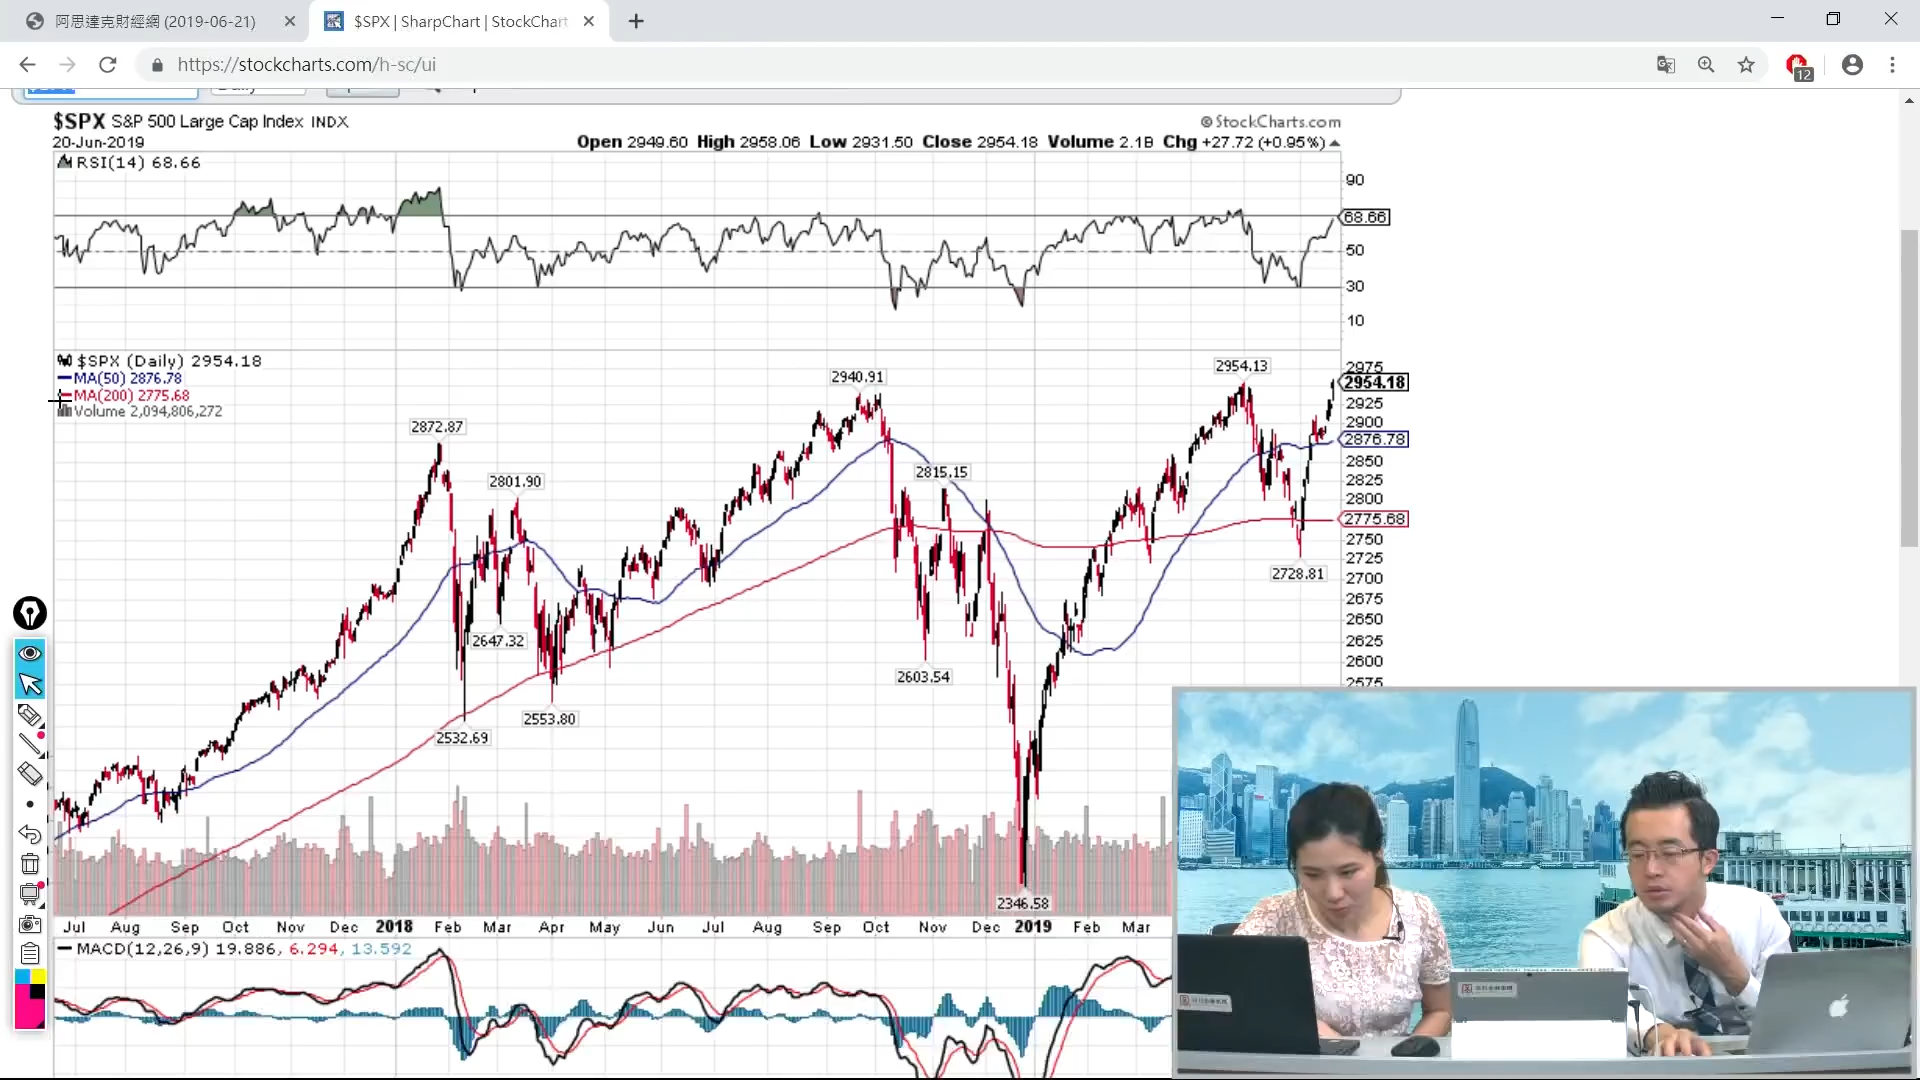 阿思達克財經網 (2019-06-21)
$SPX | SharpChart | StockChart
https://stockcharts.com/h-sc/ui
12
$SPX S&P 500 Large Cap Index INDX
© StockCharts.com
20-Jun-2019
Open 2949.60 High 2958.06 Low 2931.50 Close 2954.18 Volume 2.1B Chg +27.72 (+0.95%)
RSI(14) 68.66
90
68.66
50
30
10
$SPX (Daily) 2954.18
MA(50) 2876.78
MA(200) 2775.68
Volume 2,094,806,272
2872.87
2801.90
2940.91
2815.15
2954.13
2647.32
2532.69
2553.80
2603.54
2346.58
2728.81
2975
2954.18
2925
2900
2876.78
2850
2825
2800
2775.68
2750
2725
2700
2675
2650
2625
2600
2575
Jul Aug Sep Oct Nov Dec 2018 Feb Mar Apr May Jun Jul Aug Sep Oct Nov Dec 2019 Feb Mar
MACD(12,26,9) 19.886, 6.294, 13.592